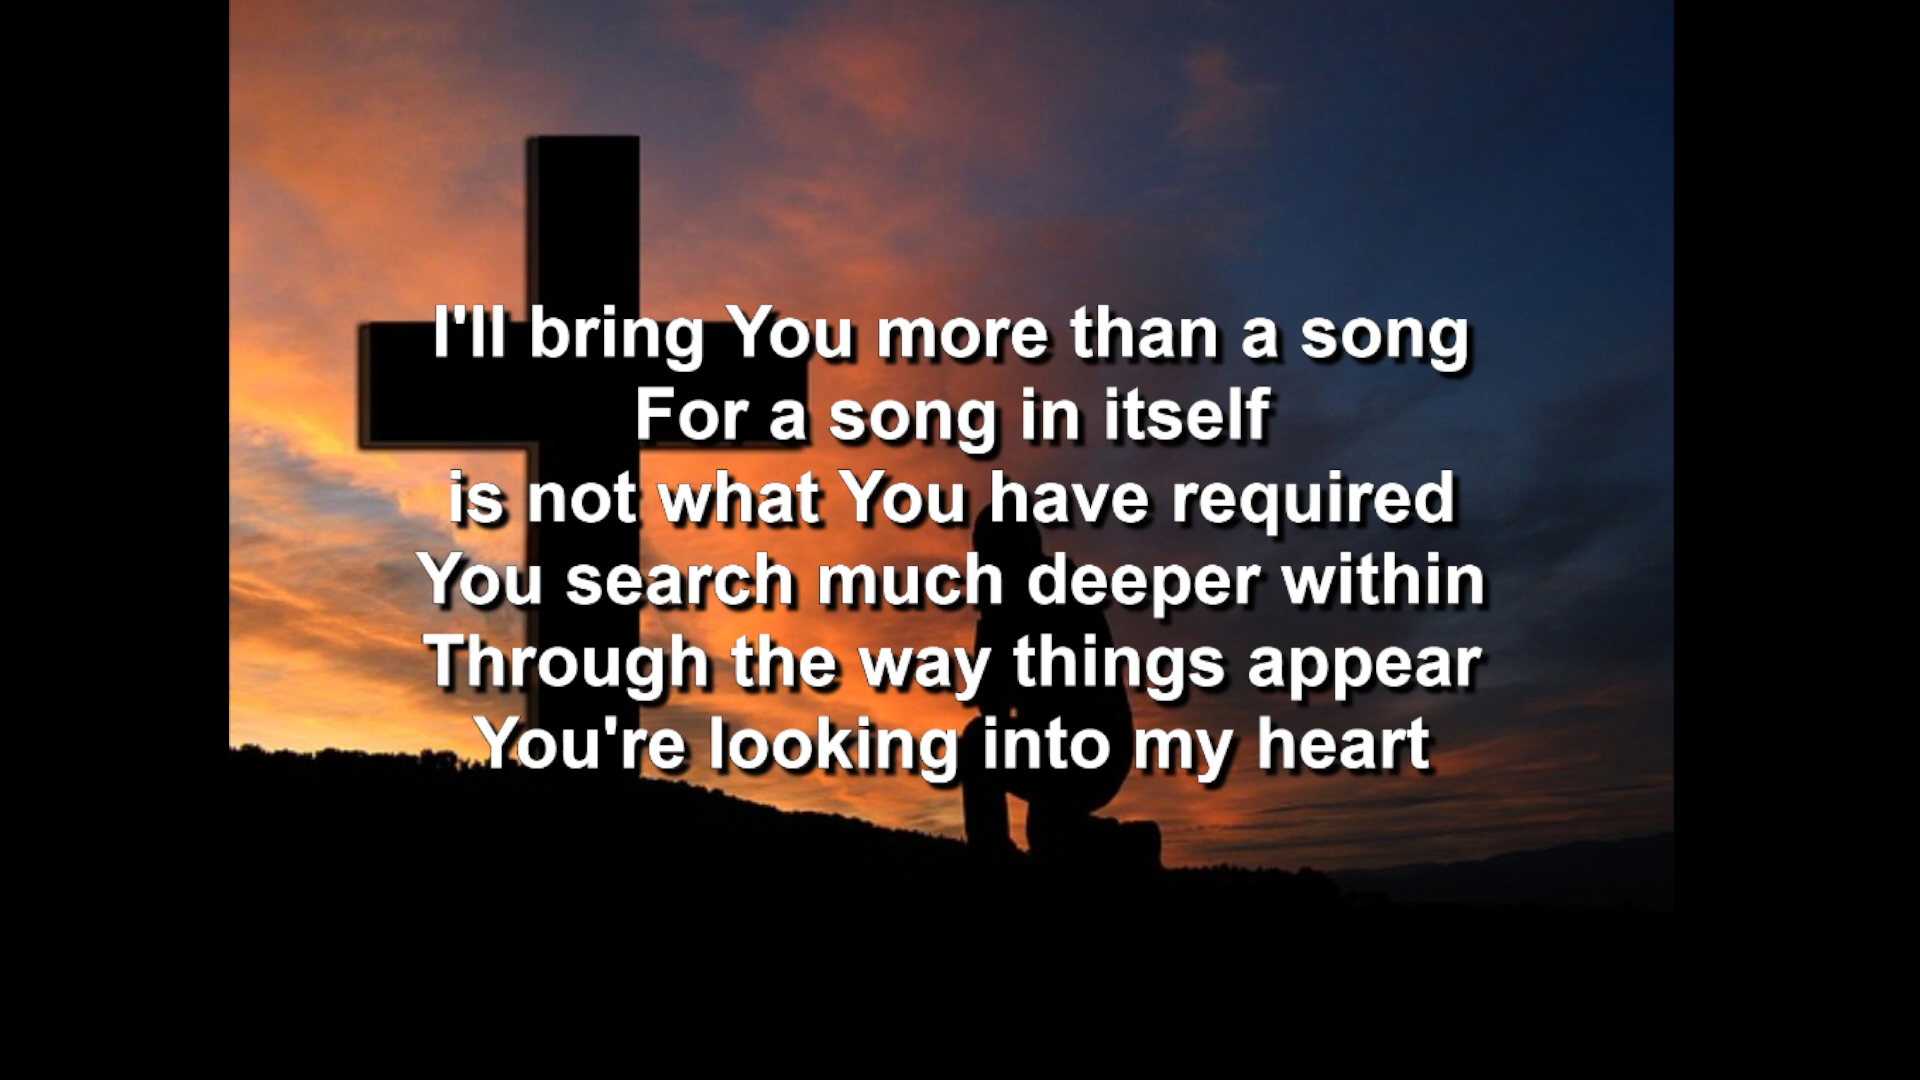 I'll bring You more than a song
For a song in itself
is not what You have required
You search much deeper within
Through the way things appear
You're looking into my heart